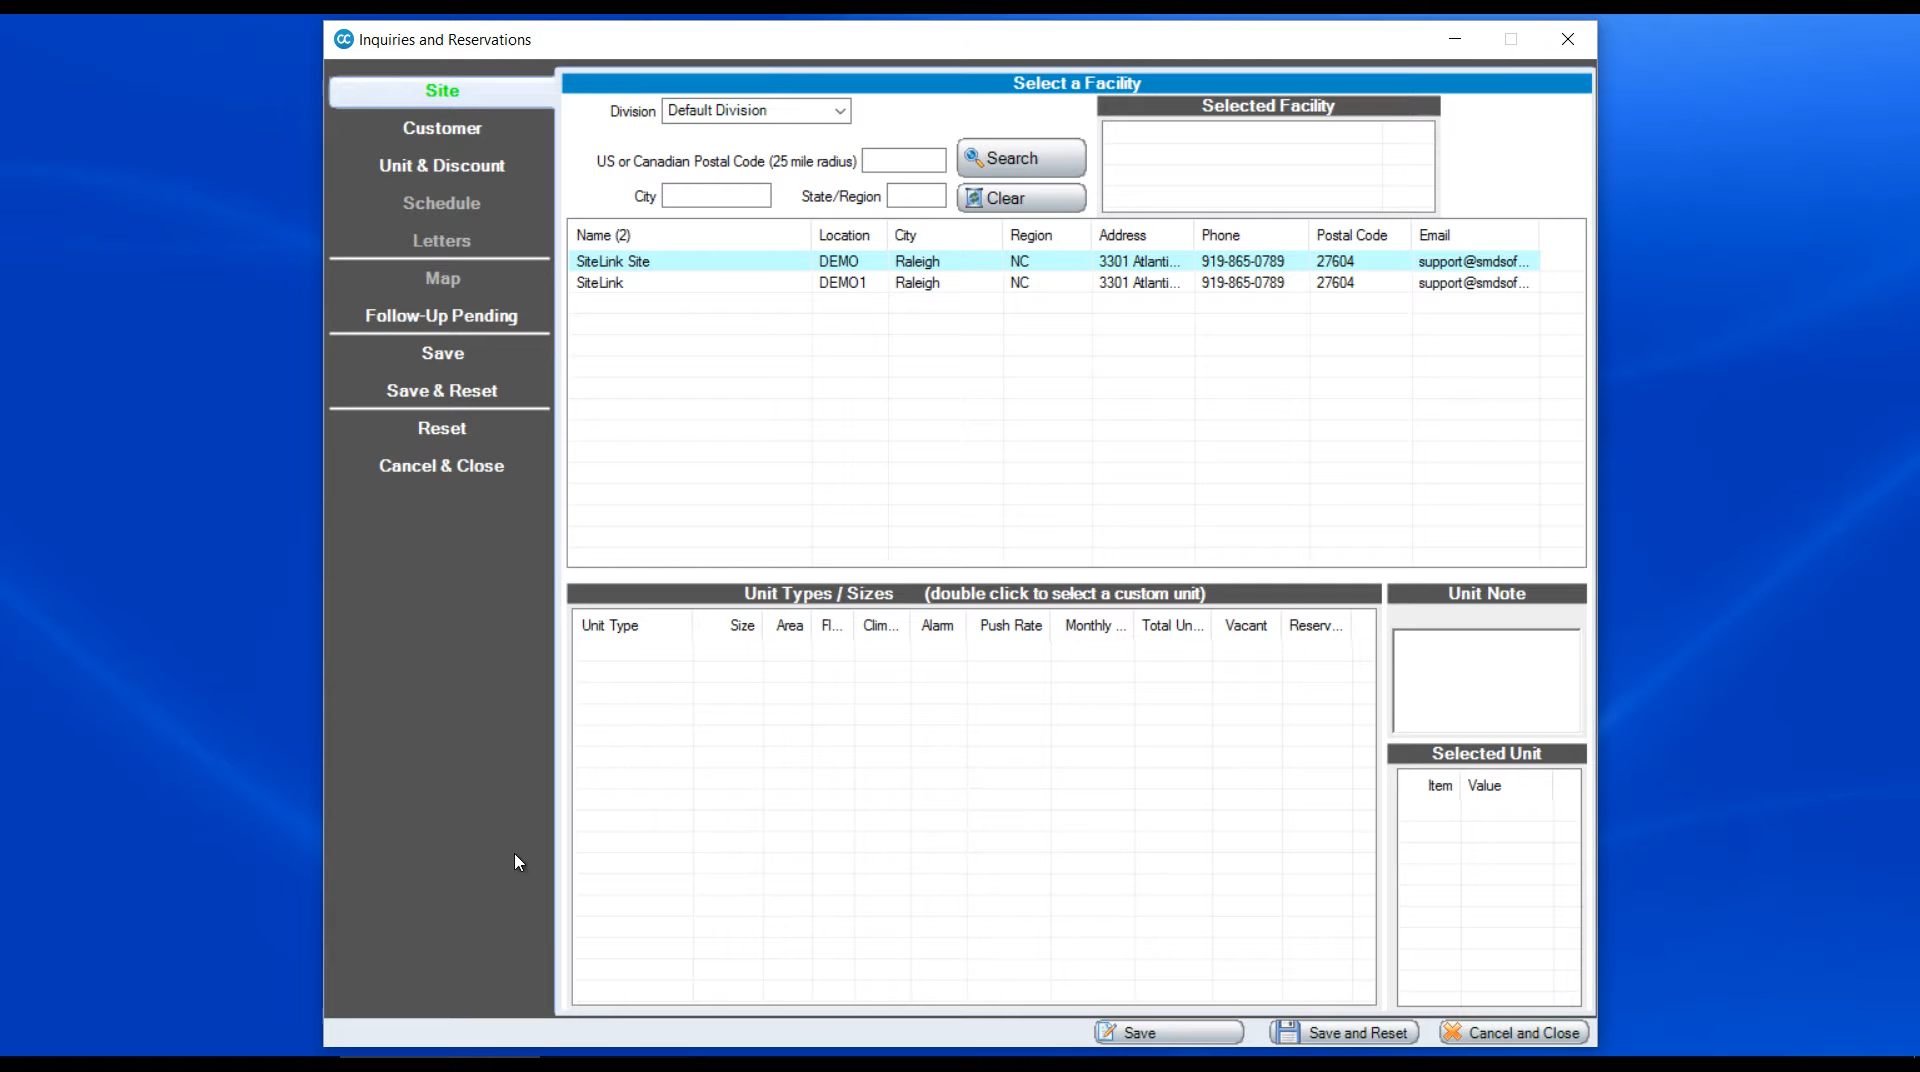 CC Inquiries and Reservations
Site
Customer
Unit & Discount
Schedule
Letters
Map
Follow-Up Pending
Save
Save & Reset
Reset
Cancel & Close
Select a Facility
Division Default Division
Selected Facility
US or Canadian Postal Code (25 mile radius) Search
City State/Region Clear
Name (2) Location City Region Address Phone Postal Code Email
SiteLink Site DEMO Raleigh NC 3301 Atlanti... 919-865-0789 27604 support@smdsof...
SiteLink DEMO1 Raleigh NC 3301 Atlanti... 919-865-0789 27604 support@smdsof...
Unit Types / Sizes (double click to select a custom unit)
Unit Type Size Area Fl... Clim... Alarm Push Rate Monthly ... Total Un... Vacant Reserv...
Unit Note
Selected Unit
Item Value
Save Save and Reset Cancel and Close